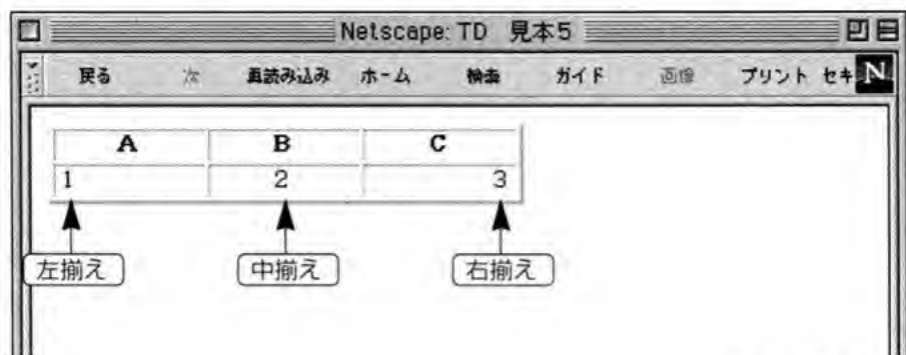 Netscape: TD 見本5
戻る 次 再読み込み ホーム 検索 ガイド 画像 プリント セキ N
A B C
1 2 3
左揃え 中揃え 右揃え